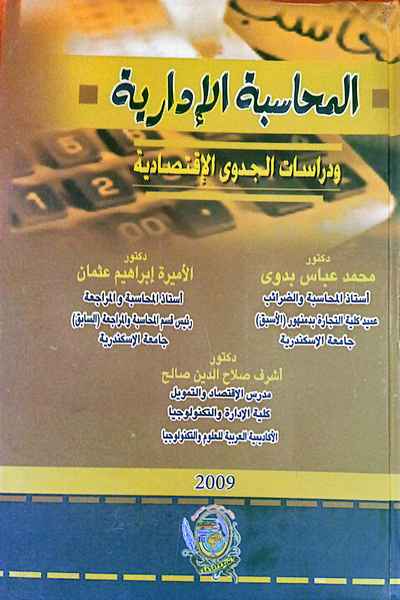 المحاسبة الإدارية
ودراسات الجدوى الإقتصادية
دكتور
محمد عباس بدوى
أستاذ المحاسبة والضرائب
عميد كلية التجارة بدمنهور (الأسبق)
جامعة الإسكندرية
دكتور
الأميرة إبراهيم عثمان
أستاذ المحاسبة والمراجعة
رئيس قسم المحاسبة والمراجعة (السابق)
جامعة الإسكندرية
دكتور
أشرف صلاح الدين صالح
مدرس الاقتصاد والتمويل
كلية الإدارة والتكنولوجيا
الأكاديمية العربية للعلوم والتكنولوجيا
2009